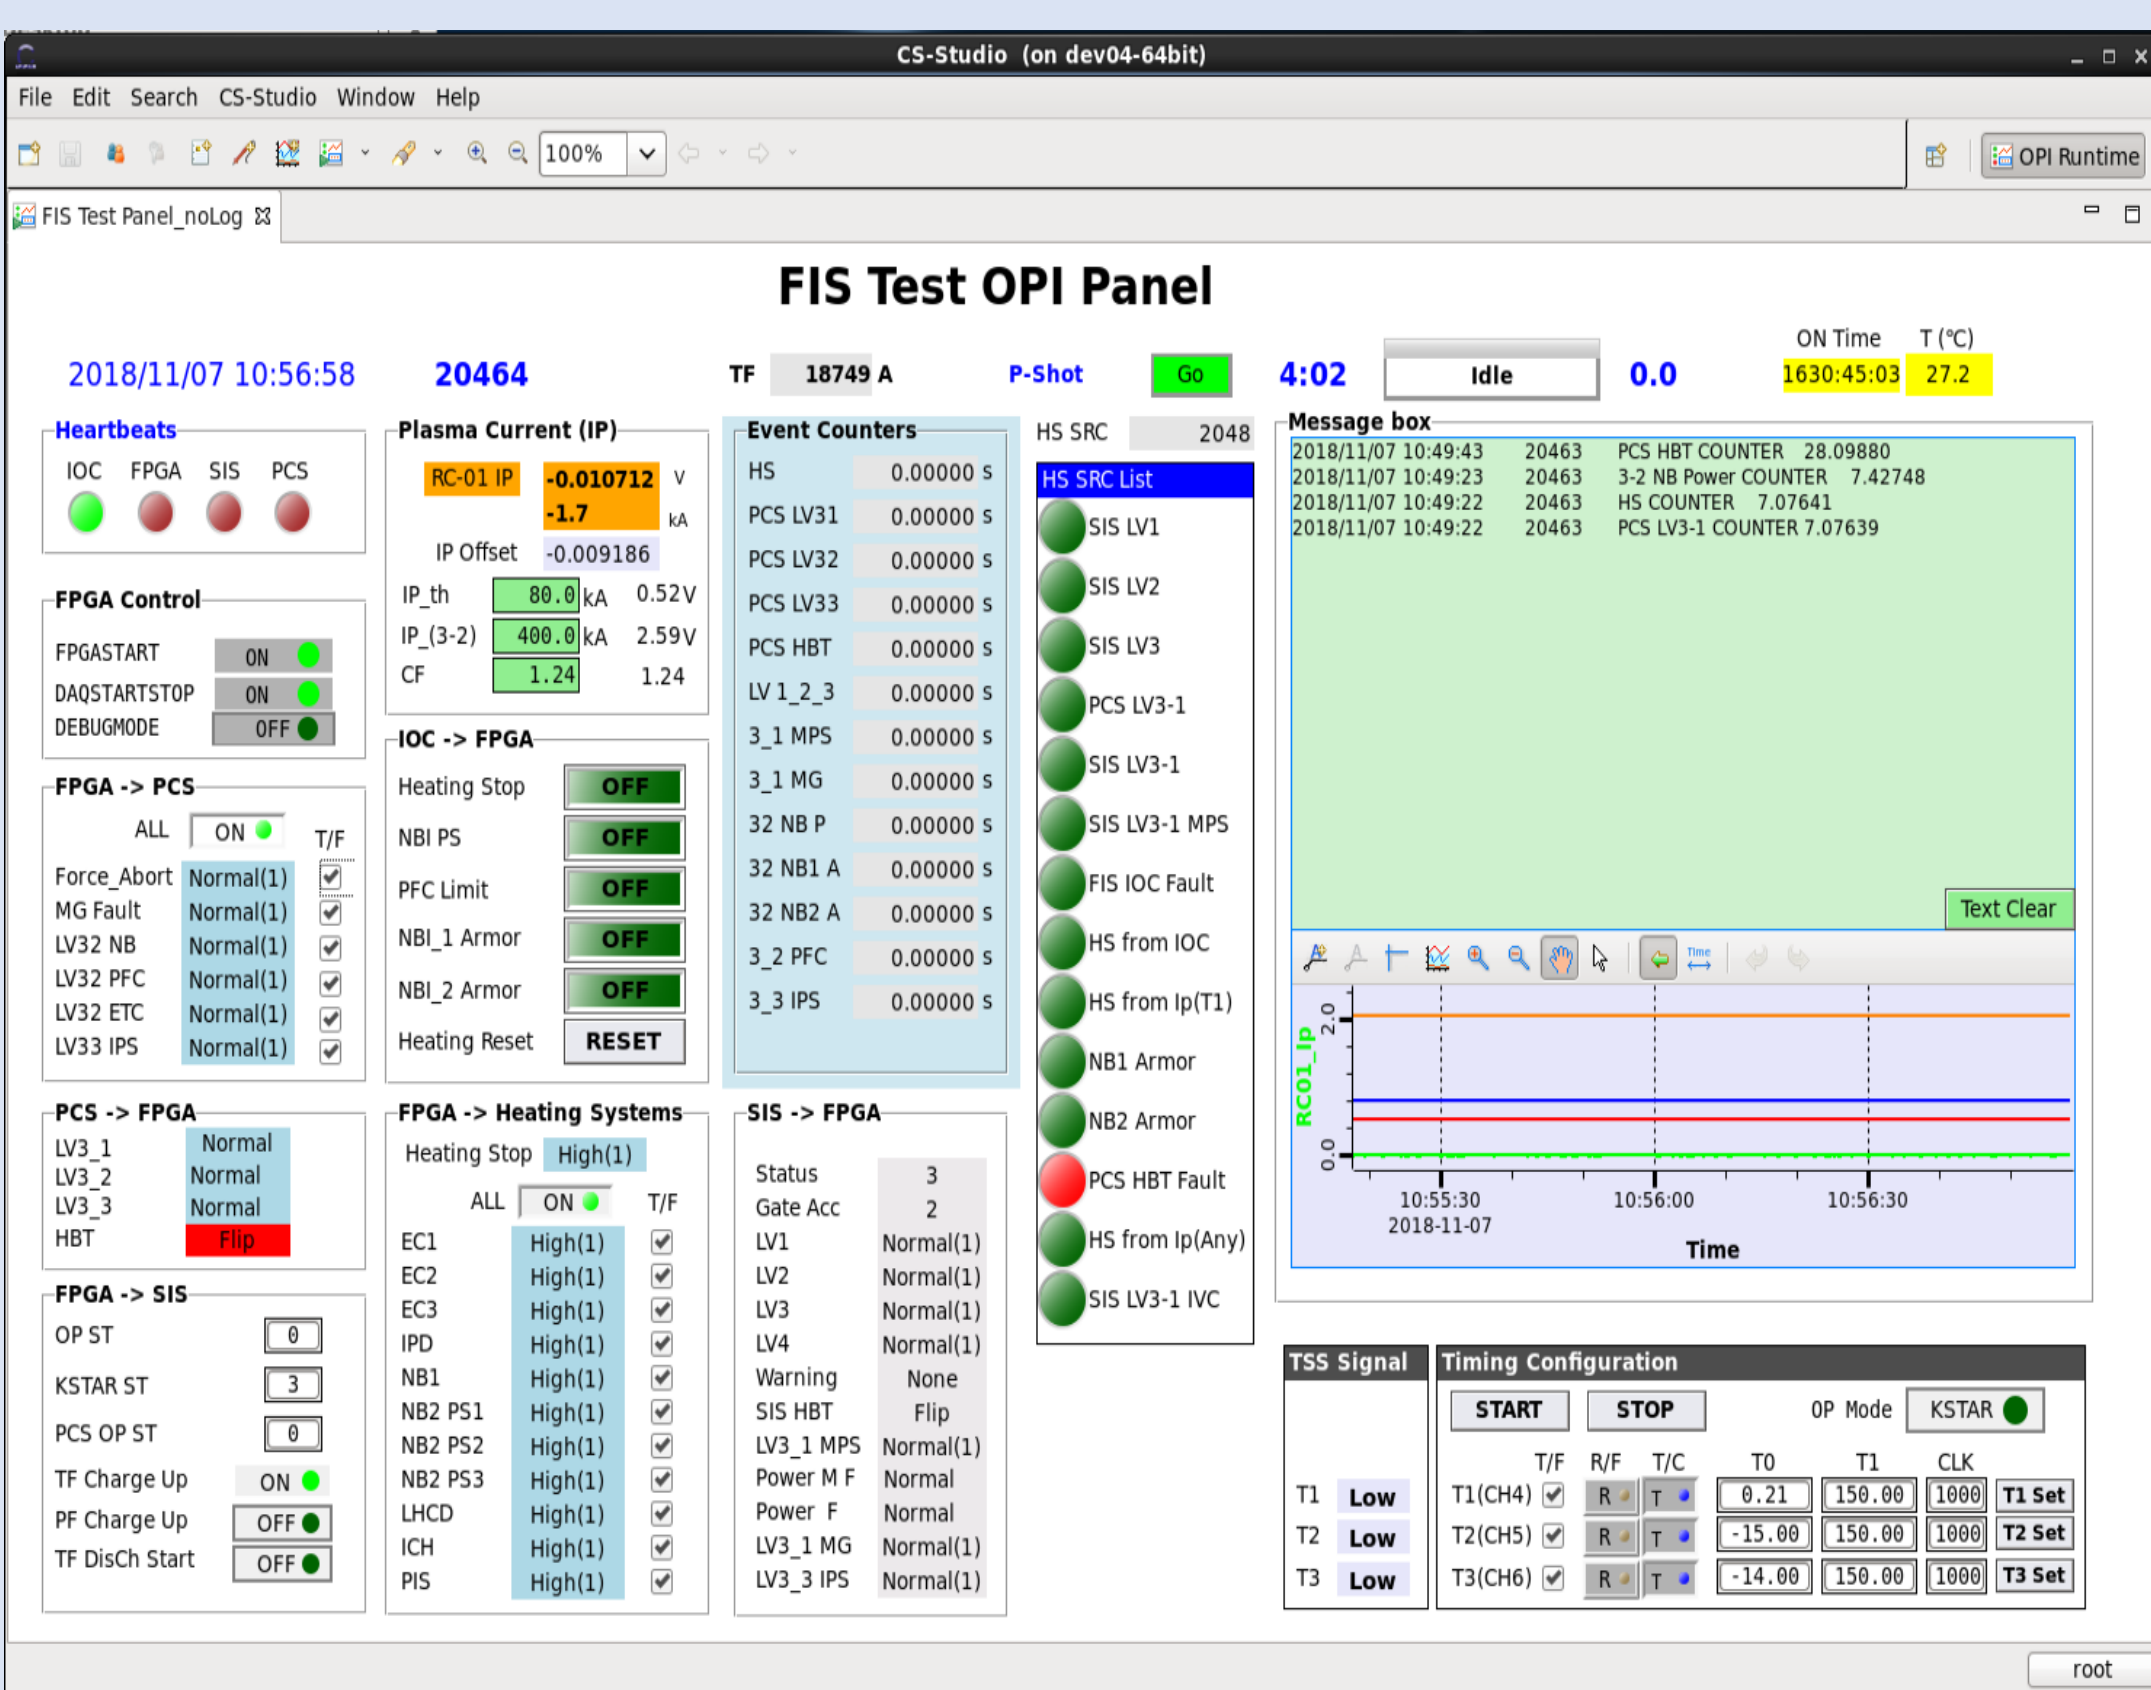 CS-Studio (on dev04-64bit)
File Edit Search CS-Studio Window Help
100%
OPI Runtime
FIS Test Panel_noLog
FIS Test OPI Panel
2018/11/07 10:56:58
20464
TF 18749 A
P-Shot Go
4:02
Idle
0.0
ON Time T (°C)
1630:45:03 27.2
Heartbeats
IOC FPGA SIS PCS
FPGA Control
FPGASTART ON
DAQSTARTSTOP ON
DEBUGMODE OFF
FPGA -> PCS
ALL ON T/F
Force_Abort Normal(1)
MG Fault Normal(1)
LV32 NB Normal(1)
LV32 PFC Normal(1)
LV32 ETC Normal(1)
LV33 IPS Normal(1)
PCS -> FPGA
LV3_1 Normal
LV3_2 Normal
LV3_3 Normal
HBT Flip
FPGA -> SIS
OP ST 0
KSTAR ST 3
PCS OP ST 0
TF Charge Up ON
PF Charge Up OFF
TF DisCh Start OFF
Plasma Current (IP)
RC-01 IP -0.010712 V
-1.7 kA
IP Offset -0.009186
IP_th 80.0 kA 0.52V
IP_(3-2) 400.0 kA 2.59V
CF 1.24 1.24
IOC -> FPGA
Heating Stop OFF
NBI PS OFF
PFC Limit OFF
NBI_1 Armor OFF
NBI_2 Armor OFF
Heating Reset RESET
FPGA -> Heating Systems
Heating Stop High(1)
ALL ON T/F
EC1 High(1)
EC2 High(1)
EC3 High(1)
IPD High(1)
NB1 High(1)
NB2 PS1 High(1)
NB2 PS2 High(1)
NB2 PS3 High(1)
LHCD High(1)
ICH High(1)
PIS High(1)
Event Counters
HS 0.00000 s
PCS LV31 0.00000 s
PCS LV32 0.00000 s
PCS LV33 0.00000 s
PCS HBT 0.00000 s
LV 1_2_3 0.00000 s
3_1 MPS 0.00000 s
3_1 MG 0.00000 s
32 NB P 0.00000 s
32 NB1 A 0.00000 s
32 NB2 A 0.00000 s
3_2 PFC 0.00000 s
3_3 IPS 0.00000 s
SIS -> FPGA
Status 3
Gate Acc 2
LV1 Normal(1)
LV2 Normal(1)
LV3 Normal(1)
LV4 Normal(1)
Warning None
SIS HBT Flip
LV3_1 MPS Normal(1)
Power M F Normal
Power F Normal
LV3_1 MG Normal(1)
LV3_3 IPS Normal(1)
HS SRC 2048
HS SRC List
SIS LV1
SIS LV2
SIS LV3
PCS LV3-1
SIS LV3-1
SIS LV3-1 MPS
FIS IOC Fault
HS from IOC
HS from Ip(T1)
NB1 Armor
NB2 Armor
PCS HBT Fault
HS from Ip(Any)
SIS LV3-1 IVC
Message box
2018/11/07 10:49:43 20463 PCS HBT COUNTER 28.09880
2018/11/07 10:49:23 20463 3-2 NB Power COUNTER 7.42748
2018/11/07 10:49:22 20463 HS COUNTER 7.07641
2018/11/07 10:49:22 20463 PCS LV3-1 COUNTER 7.07639
Text Clear
Time
RC01_Ip
2.0
0.0
10:55:30 10:56:00 10:56:30
2018-11-07
Time
TSS Signal
T1 Low
T2 Low
T3 Low
Timing Configuration
START STOP OP Mode KSTAR
T/F R/F T/C T0 T1 CLK
T1(CH4) R T 0.21 150.00 1000 T1 Set
T2(CH5) R T -15.00 150.00 1000 T2 Set
T3(CH6) R T -14.00 150.00 1000 T3 Set
root